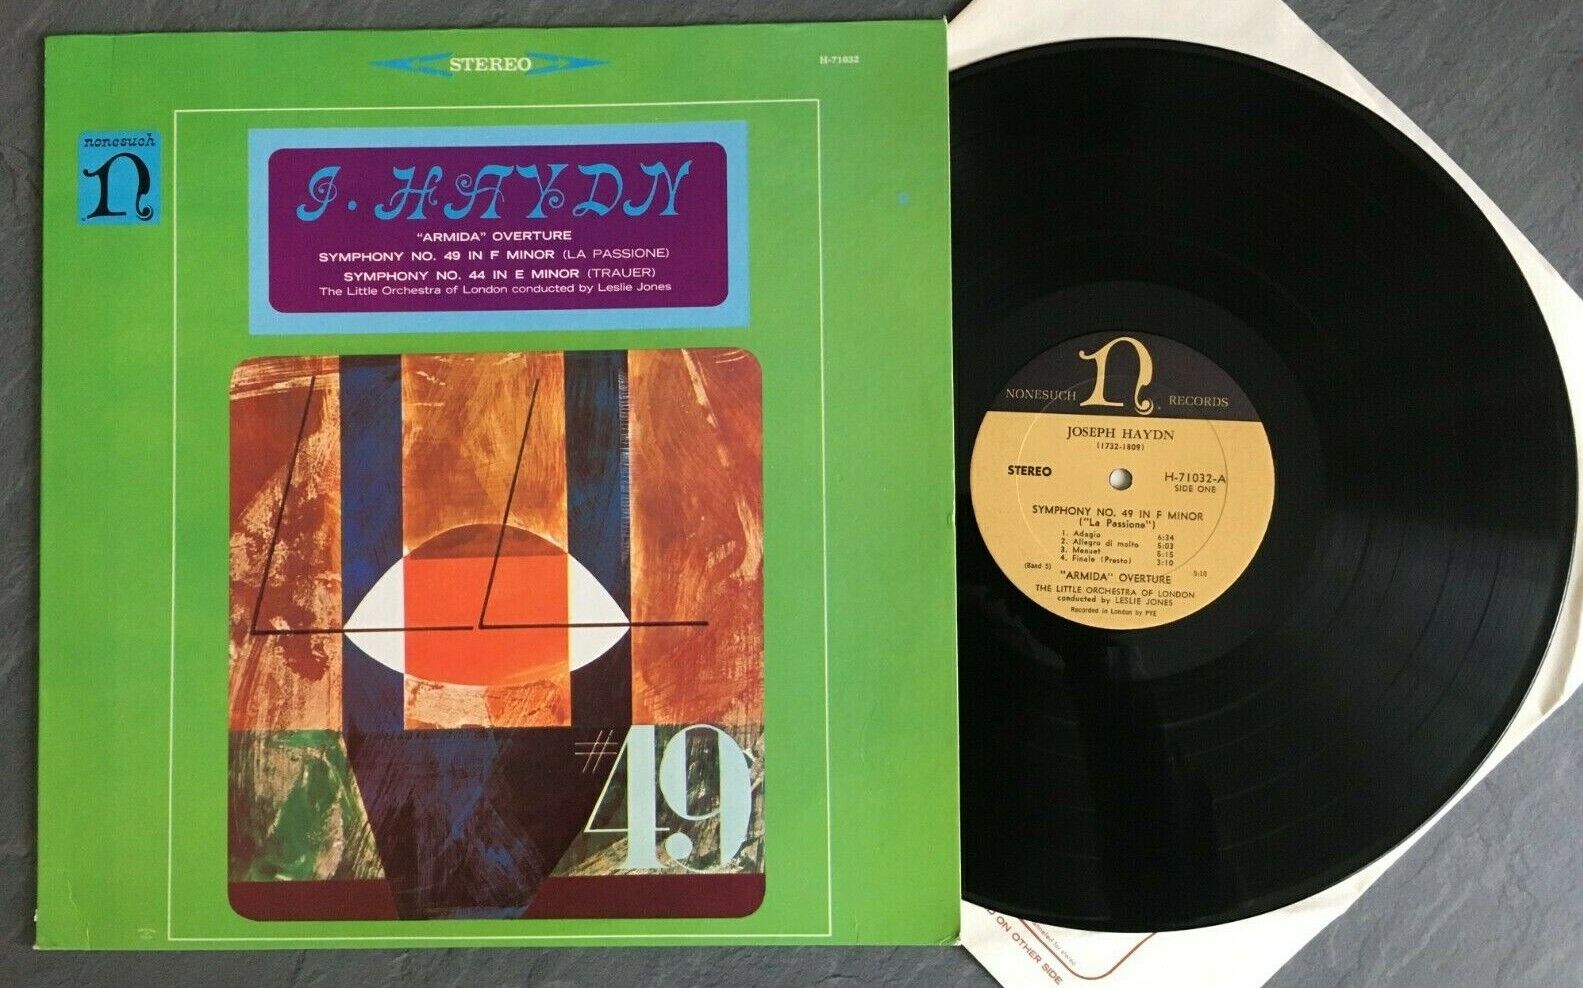 STEREO
H-71032
nonesuch
n
J. HAYDN
"ARMIDA" OVERTURE
SYMPHONY NO. 49 IN F MINOR (LA PASSIONE)
SYMPHONY NO. 44 IN E MINOR (TRAUER)
The Little Orchestra of London conducted by Leslie Jones
#49
NONESUCH n RECORDS
JOSEPH HAYDN
(1732-1809)
STEREO
H-71032-A
SIDE ONE
SYMPHONY NO. 49 IN F MINOR
("La Passione")
1. Adagio 6:34
2. Allegro di molto 5:03
3. Menuet 5:15
4. Finale (Presto) 3:10
(Band 5) "ARMIDA" OVERTURE 5:10
THE LITTLE ORCHESTRA OF LONDON
conducted by LESLIE JONES
Recorded in London by PYE
ON OTHER SIDE